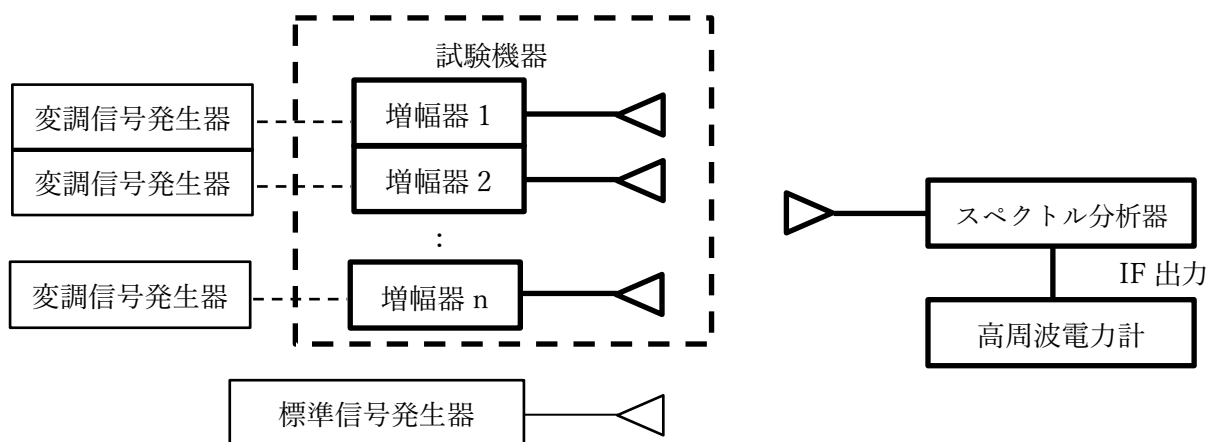 試験機器
変調信号発生器
増幅器 1
変調信号発生器
増幅器 2
スペクトル分析器
:
IF 出力
変調信号発生器
増幅器 n
高周波電力計
標準信号発生器